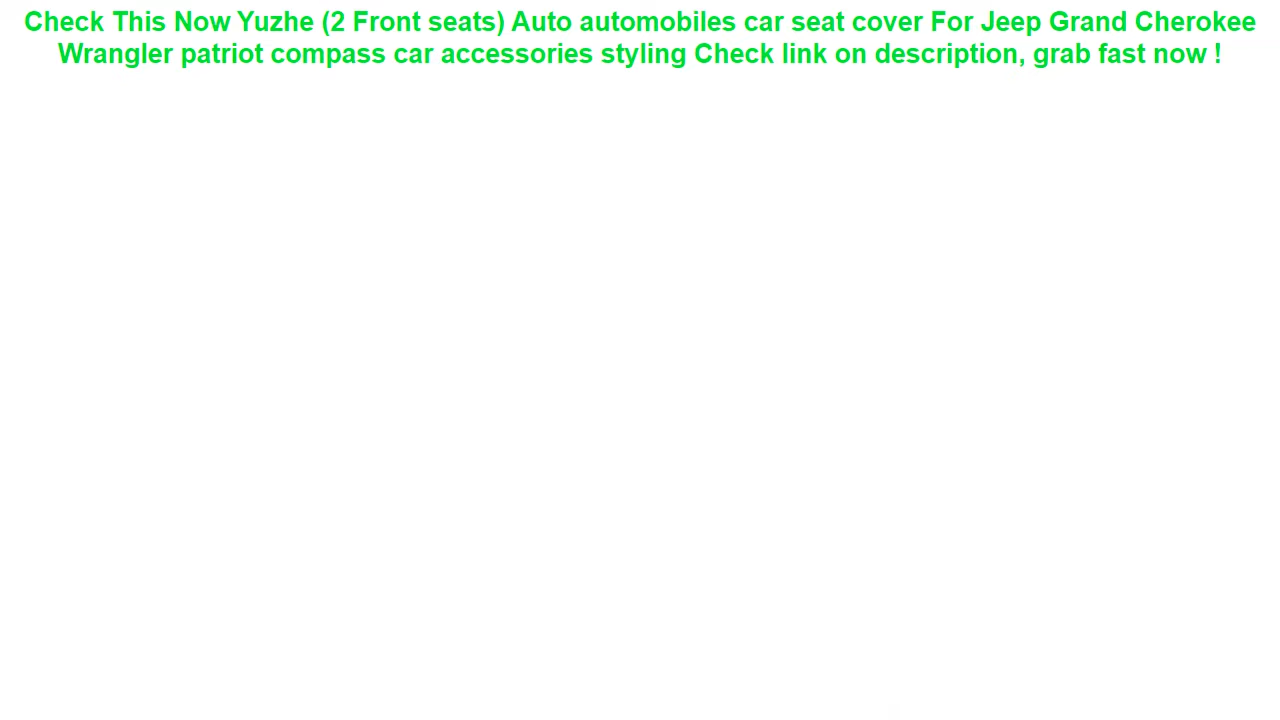 Check This Now Yuzhe (2 Front seats) Auto automobiles car seat cover For Jeep Grand Cherokee
Wrangler patriot compass car accessories styling Check link on description, grab fast now !